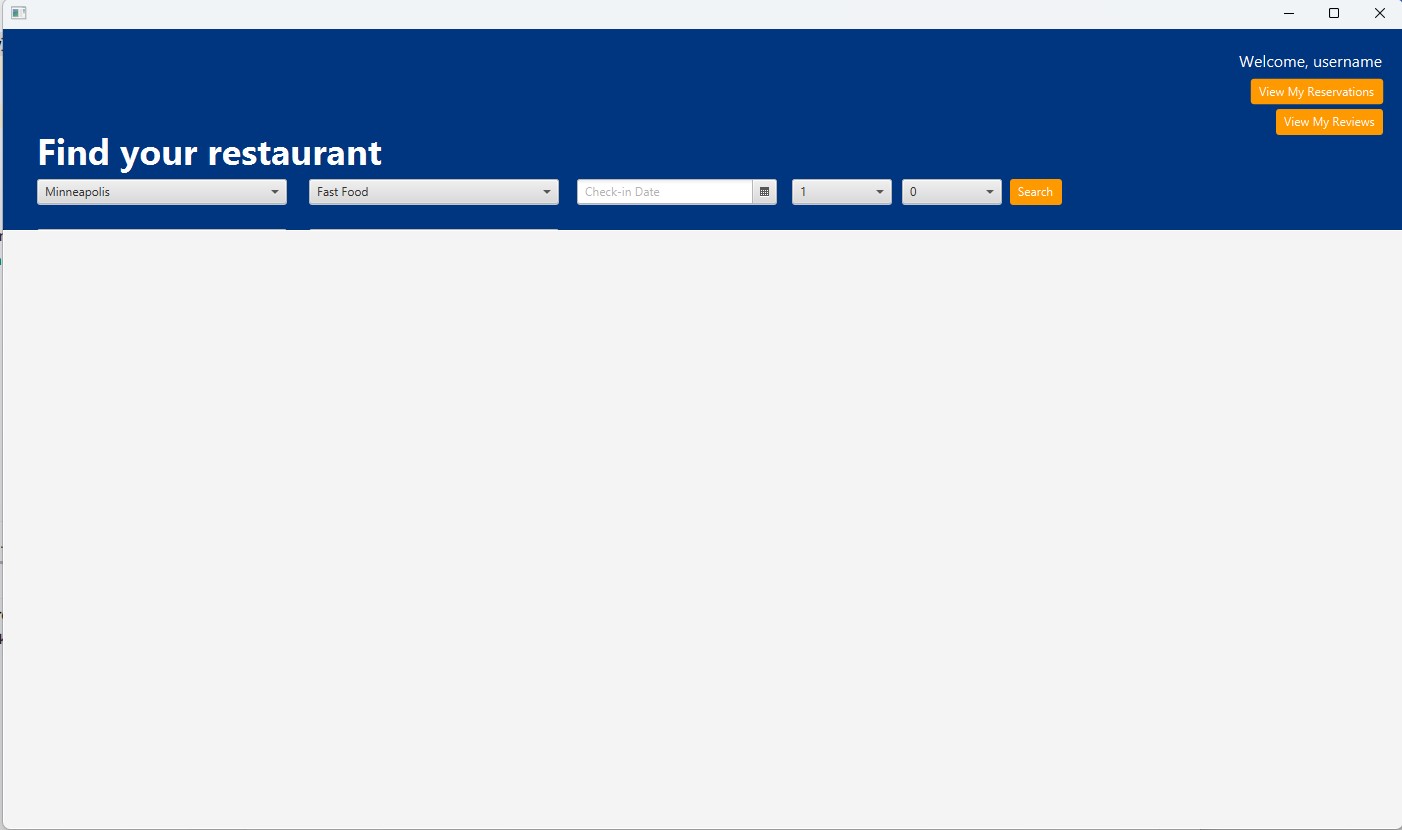 Welcome, username
View My Reservations
View My Reviews
Find your restaurant
Minneapolis Fast Food Check-in Date 1 0 Search